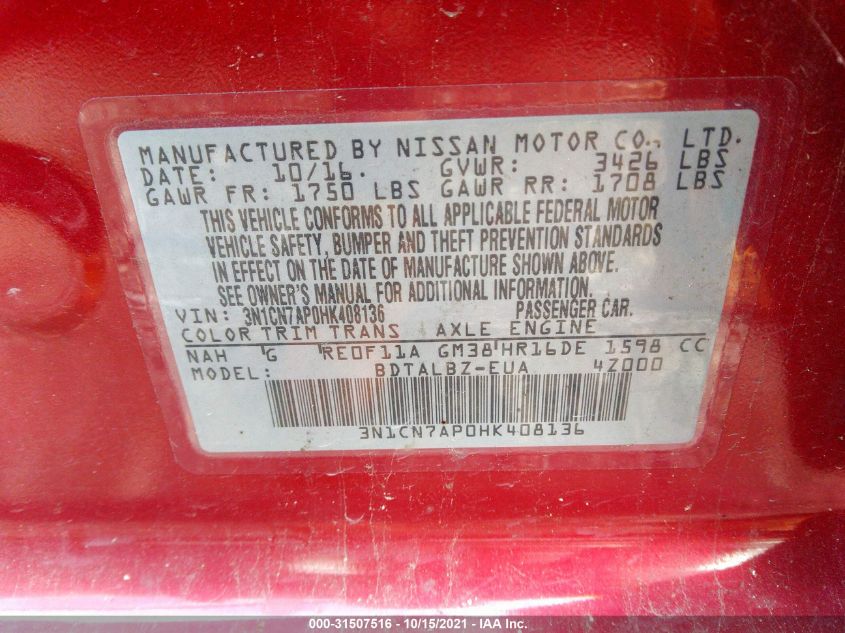 MANUFACTURED BY NISSAN MOTOR CO., LTD.
DATE: 10/16. GVWR: 3426 LBS
GAWR FR: 1750 LBS GAWR RR: 1708 LBS
THIS VEHICLE CONFORMS TO ALL APPLICABLE FEDERAL MOTOR
VEHICLE SAFETY, BUMPER AND THEFT PREVENTION STANDARDS
IN EFFECT ON THE DATE OF MANUFACTURE SHOWN ABOVE.
SEE OWNER'S MANUAL FOR ADDITIONAL INFORMATION.
VIN: 3N1CN7AP0HK408136 PASSENGER CAR.
COLOR TRIM TRANS AXLE ENGINE
NAH 'G 'RE0F11A GM38'HR16DE 1598 CC
MODEL: BDTALBZ-EUA 4Z000
3N1CN7AP0HK408136
000-31507516 - 10/15/2021 - IAA Inc.